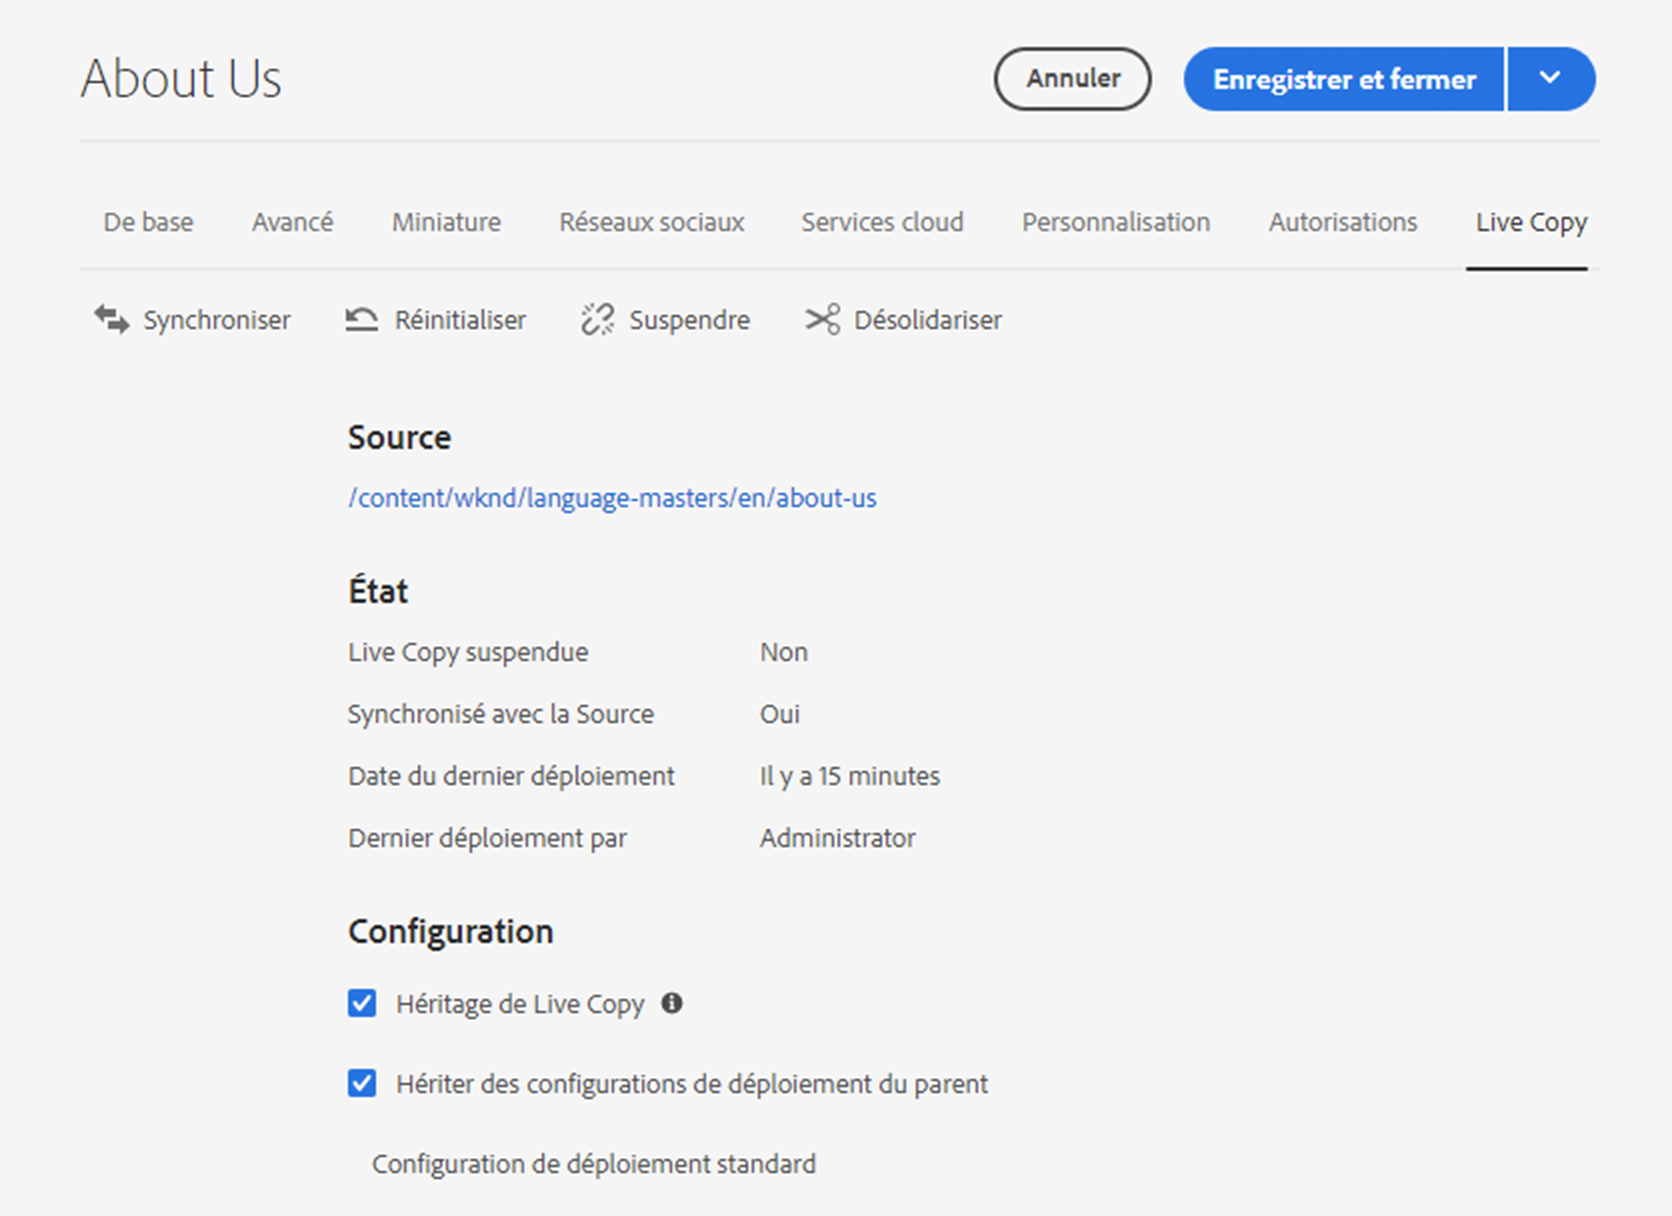 About Us
Annuler
Enregistrer et fermer
De base Avancé Miniature Réseaux sociaux Services cloud Personnalisation Autorisations Live Copy
Synchroniser Réinitialiser Suspendre Désolidariser
Source
/content/wknd/language-masters/en/about-us
État
Live Copy suspendue Non
Synchronisé avec la Source Oui
Date du dernier déploiement Il y a 15 minutes
Dernier déploiement par Administrator
Configuration
Héritage de Live Copy
Hériter des configurations de déploiement du parent
Configuration de déploiement standard